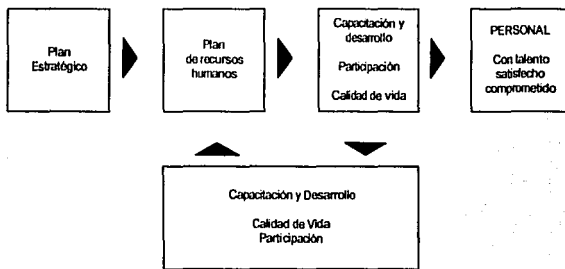 Plan
Estratégico
Plan
de recursos
humanos
Capacitación y
desarrollo
Participación
Calidad de vida
PERSONAL
Con talento
satisfecho
comprometido
Capacitación y Desarrollo
Calidad de Vida
Participación